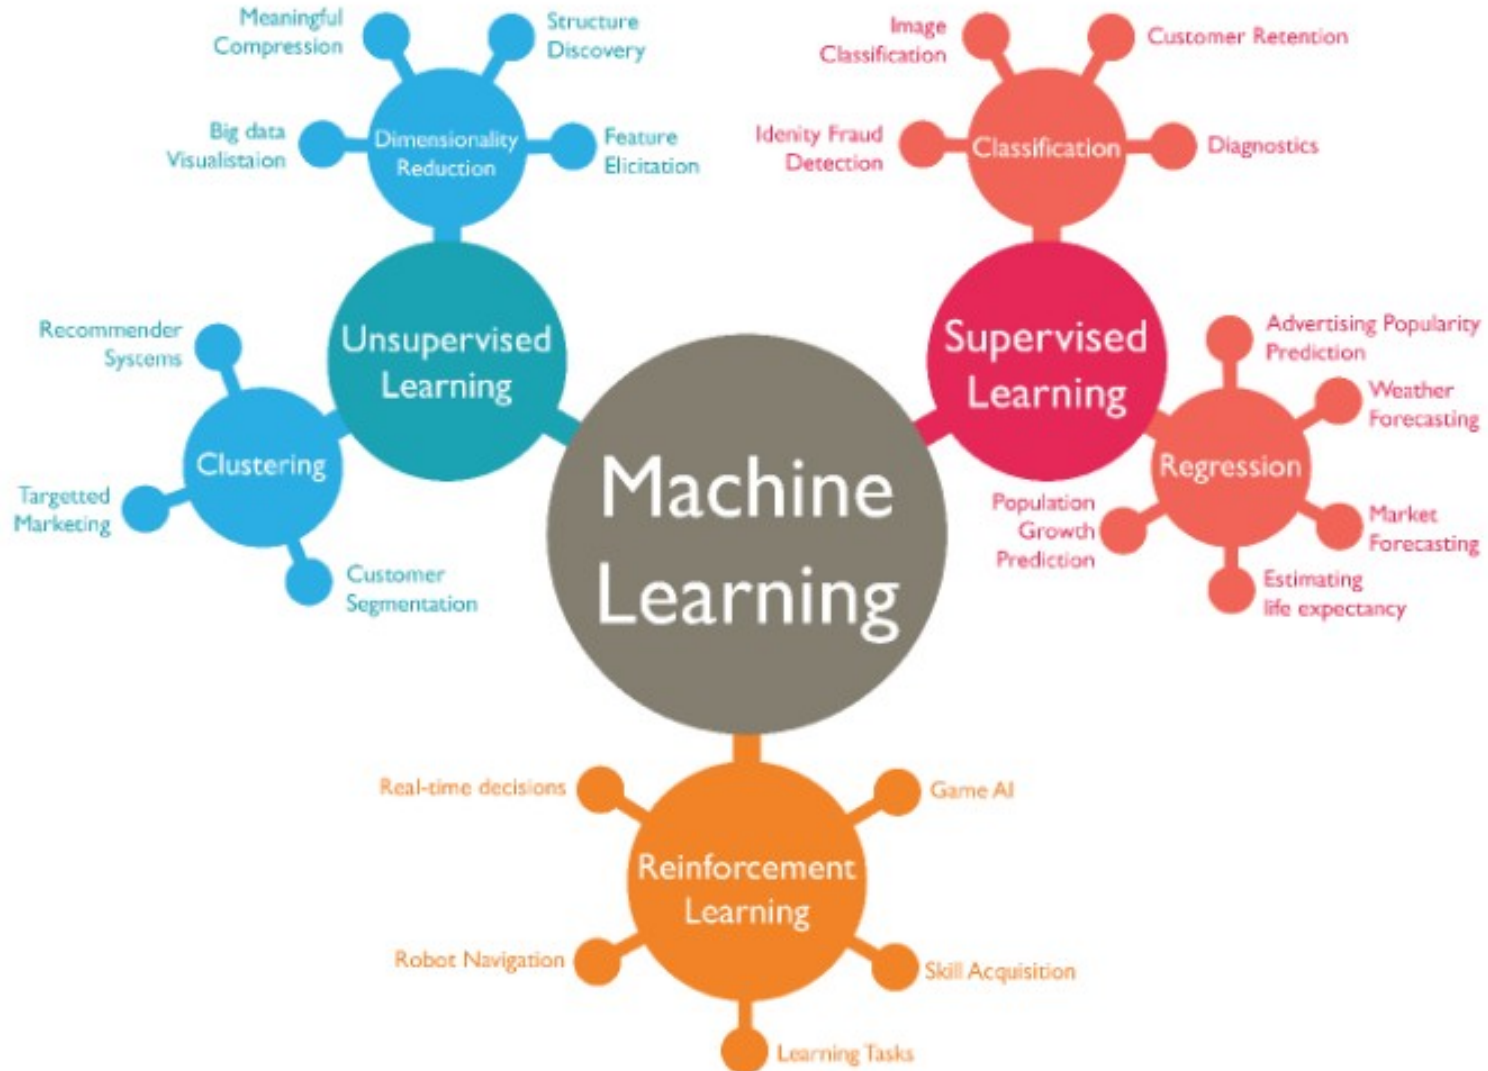 Meaningful
Compression
Structure
Discovery
Big data
Visualistaion
Dimensionality
Reduction
Feature
Elicitation
Image
Classification
Customer Retention
Idenity Fraud
Detection
Classification
Diagnostics
Unsupervised
Learning
Supervised
Learning
Recommender
Systems
Clustering
Targetted
Marketing
Customer
Segmentation
Machine
Learning
Advertising Popularity
Prediction
Weather
Forecasting
Regression
Population
Growth
Prediction
Market
Forecasting
Estimating
life expectancy
Real-time decisions
Game AI
Reinforcement
Learning
Robot Navigation
Skill Acquisition
Learning Tasks